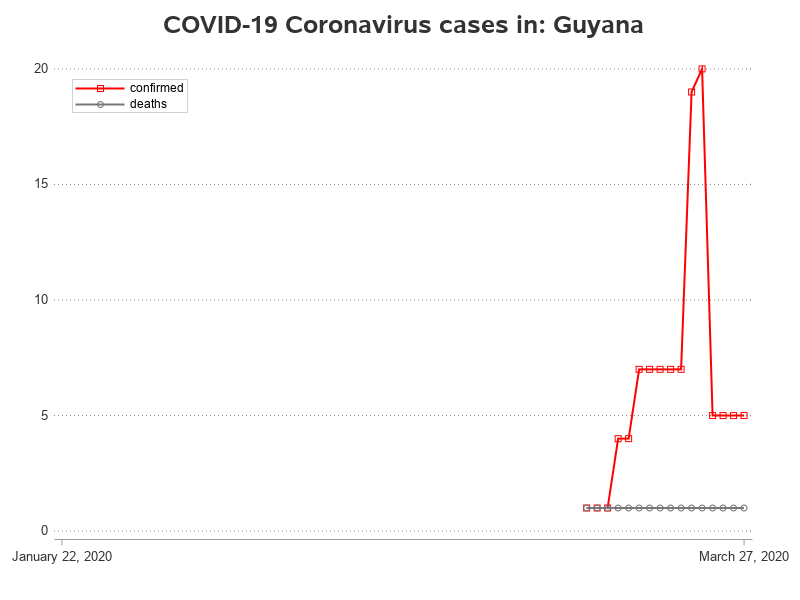 COVID-19 Coronavirus cases in: Guyana
20
confirmed
deaths
15
10
5
0
January 22, 2020
March 27, 2020